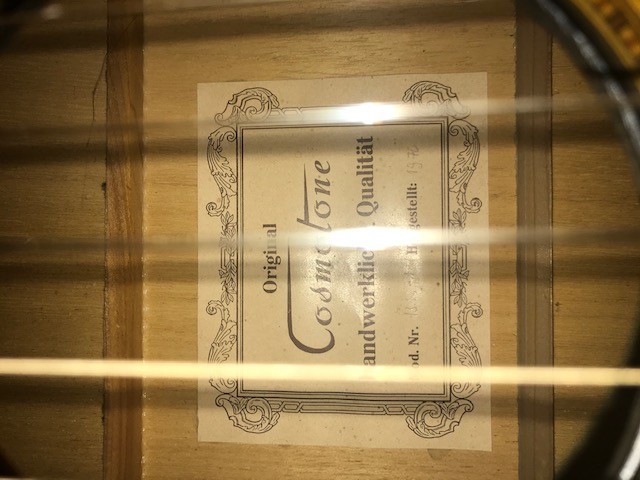 Original
Cosmotone
Handwerkliche Qualität
Mod. Nr. Hergestellt: